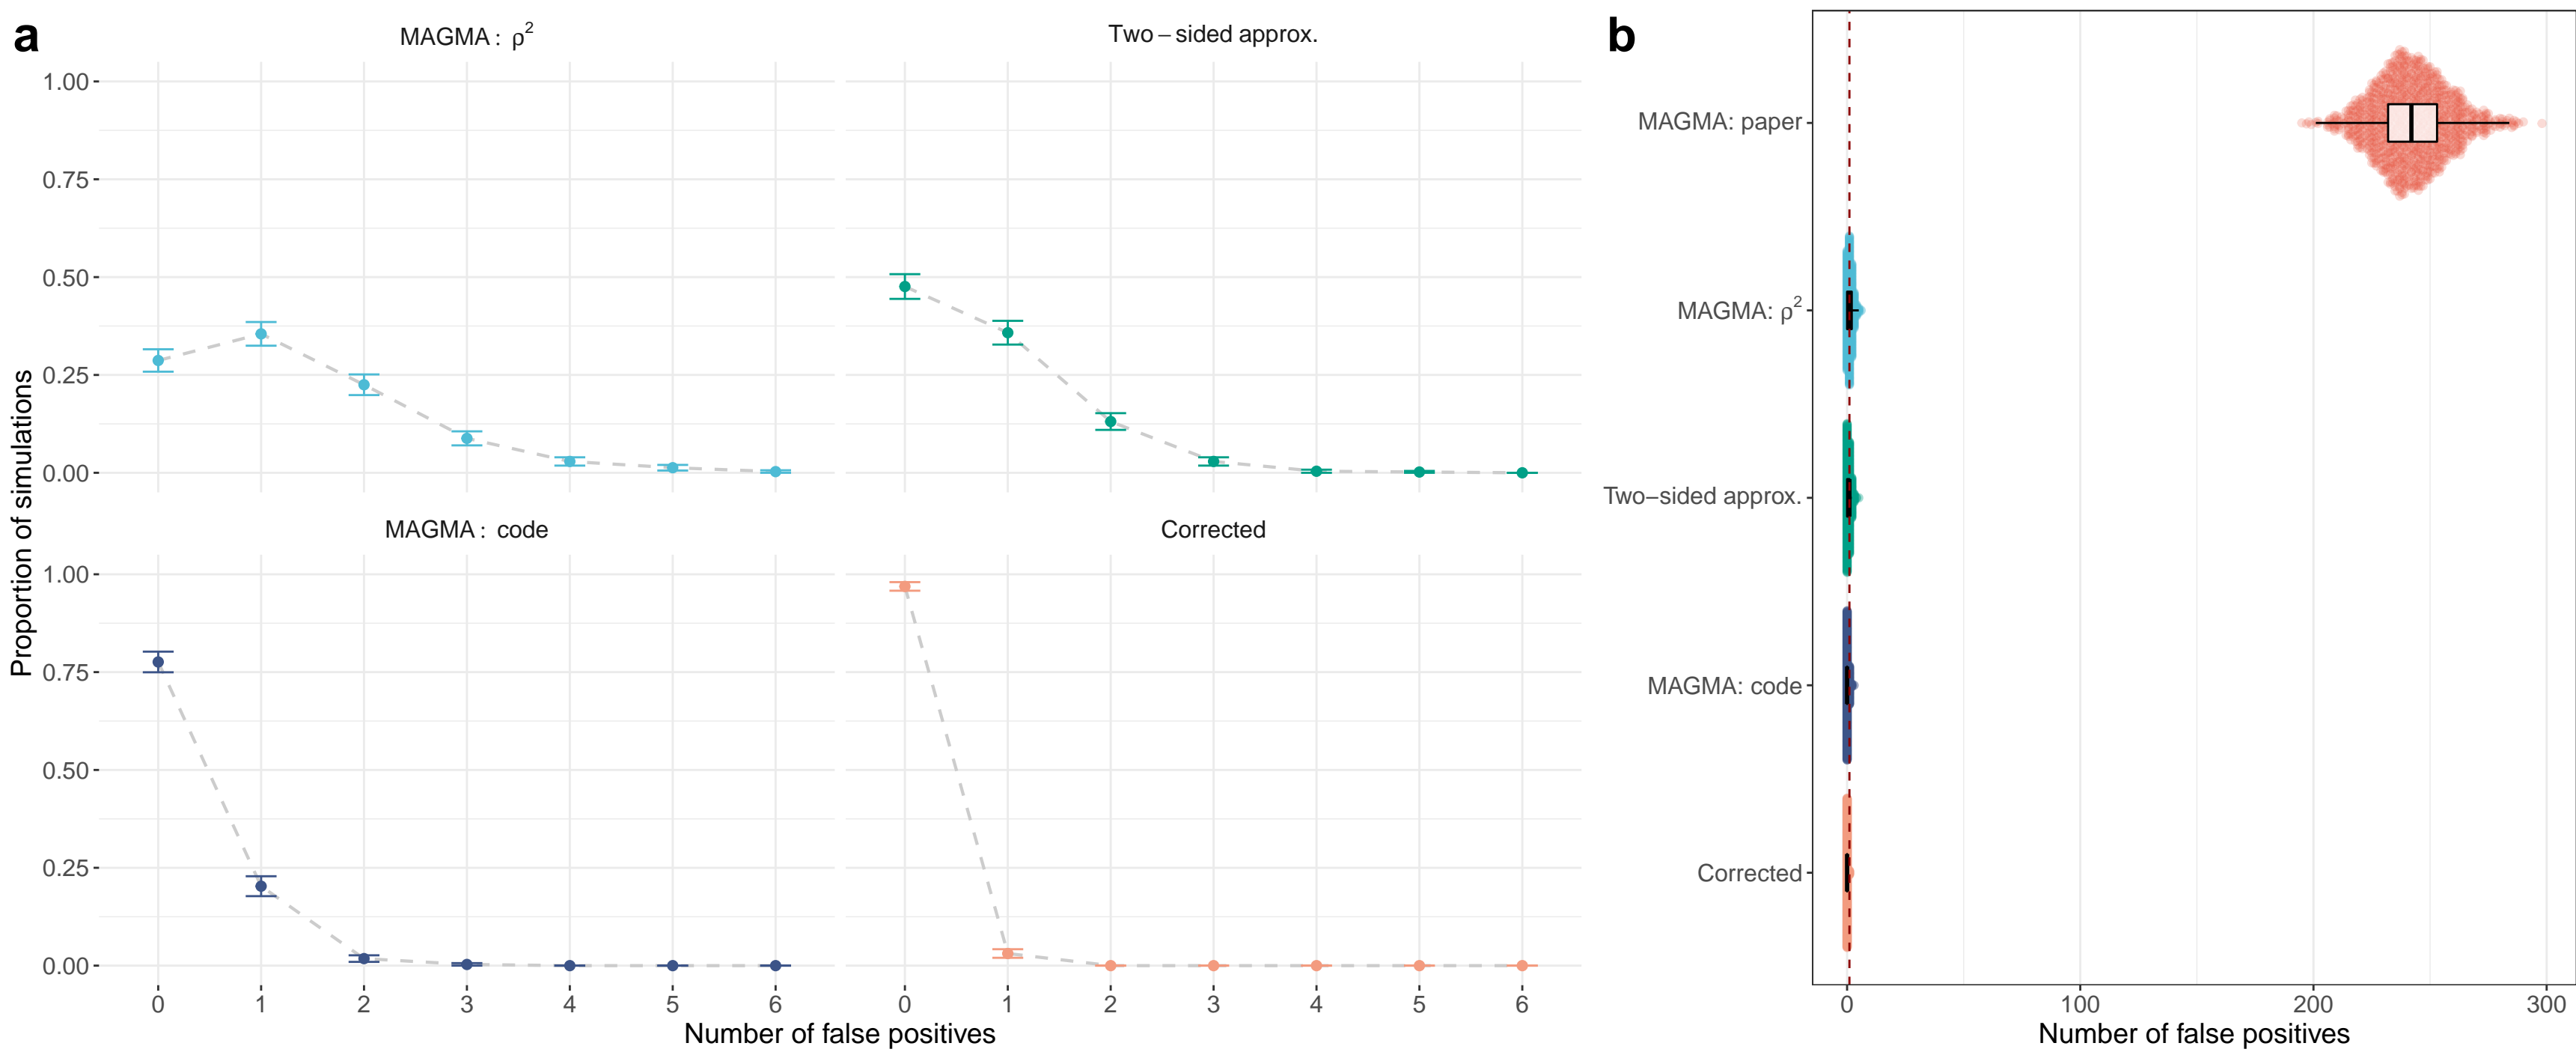 a
MAGMA: ρ²
Two−sided approx.
1.00
0.75
0.50
0.25
0.00
MAGMA: code
Corrected
1.00
0.75
0.50
0.25
0.00
0 1 2 3 4 5 6
0 1 2 3 4 5 6
Proportion of simulations
Number of false positives
b
MAGMA: paper
MAGMA: ρ²
Two−sided approx.
MAGMA: code
Corrected
0 100 200 300
Number of false positives